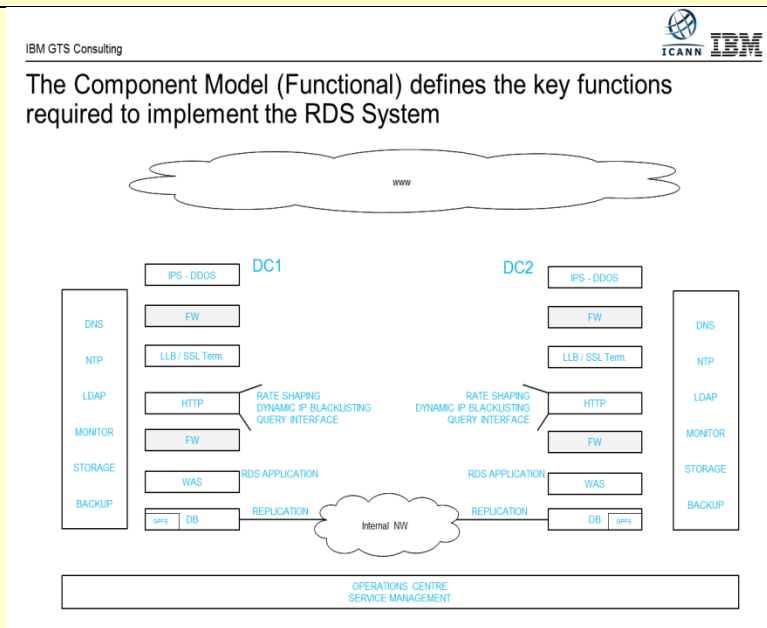 IBM GTS Consulting
ICANN IBM
The Component Model (Functional) defines the key functions
required to implement the RDS System
www
DC1
DC2
IPS - DDOS
IPS - DDOS
FW
FW
DNS
DNS
LLB / SSL Term.
LLB / SSL Term.
NTP
NTP
LDAP
HTTP
RATE SHAPING
DYNAMIC IP BLACKLISTING
QUERY INTERFACE
RATE SHAPING
DYNAMIC IP BLACKLISTING
QUERY INTERFACE
HTTP
LDAP
MONITOR
FW
FW
MONITOR
STORAGE
WAS
RDS APPLICATION
RDS APPLICATION
WAS
STORAGE
BACKUP
GPFS
DB
REPLICATION
Internal NW
REPLICATION
DB
GPFS
BACKUP
OPERATIONS CENTRE
SERVICE MANAGEMENT